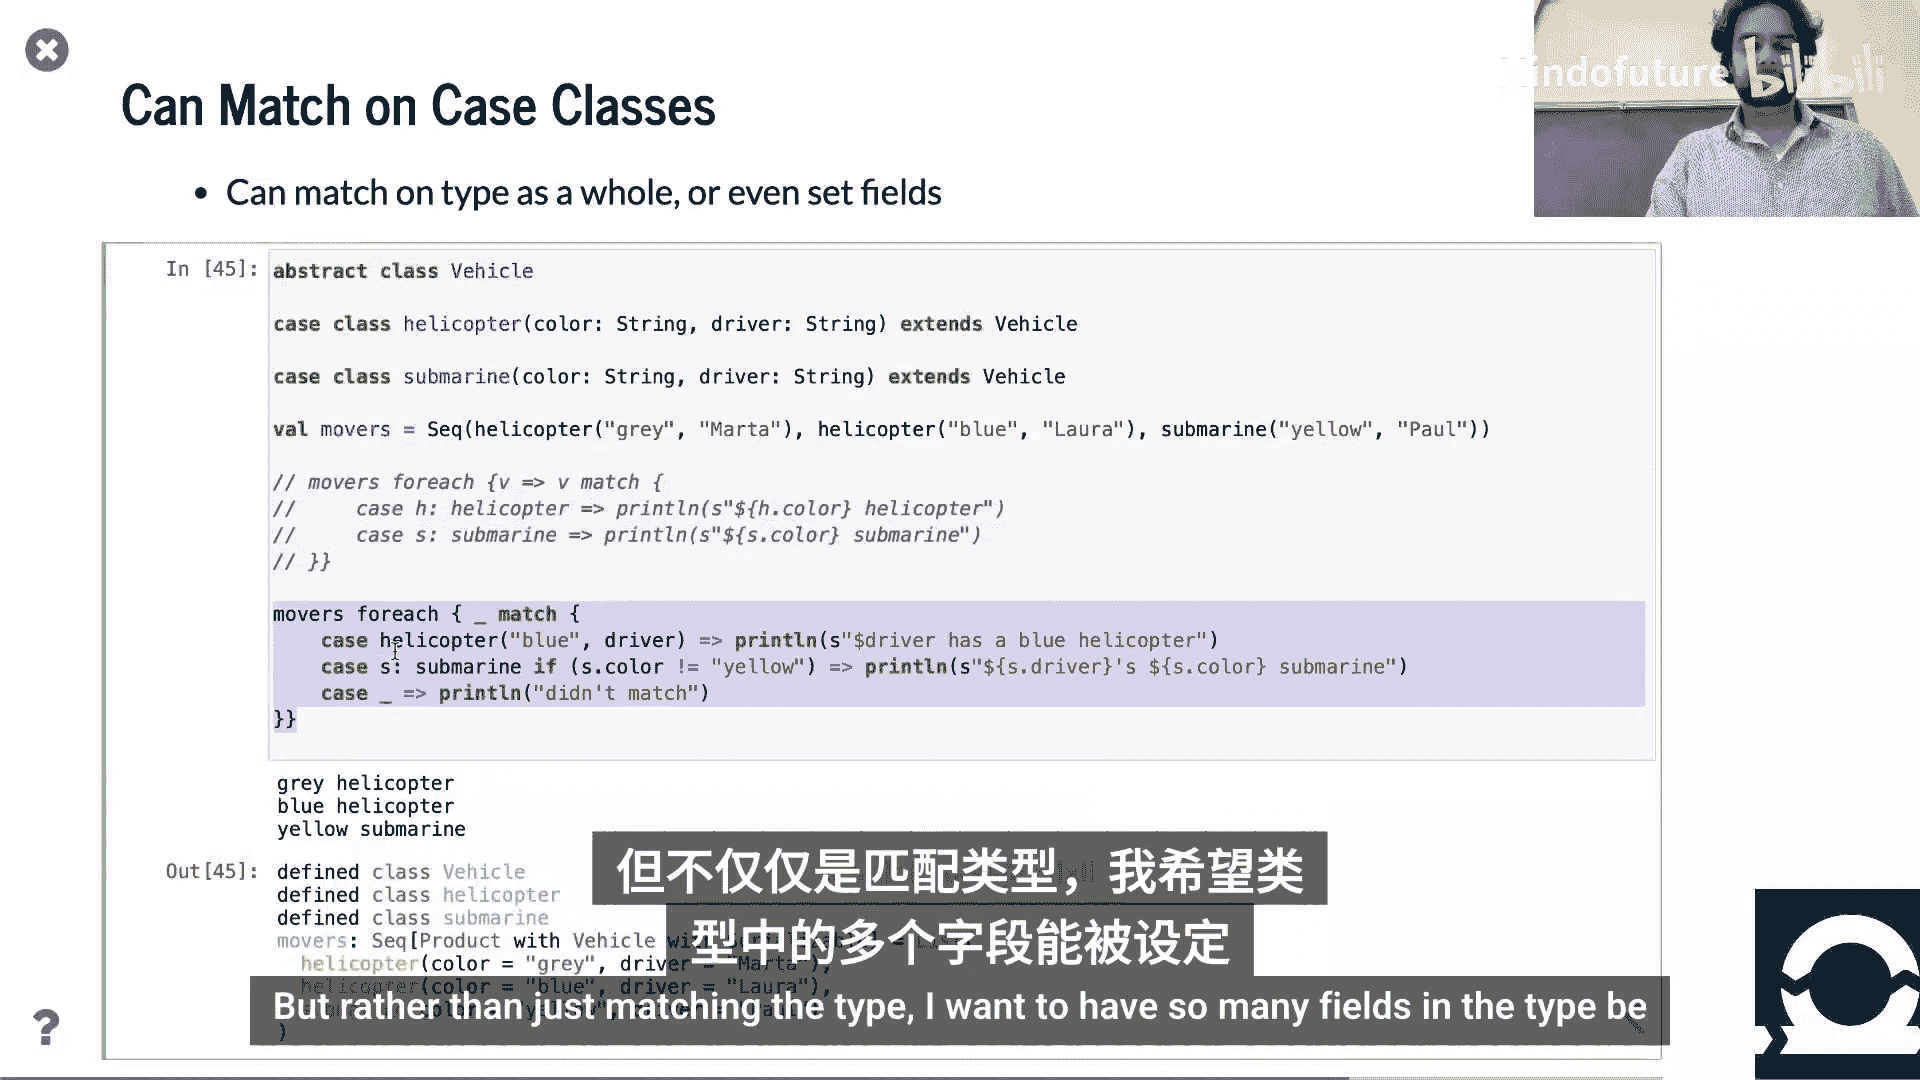 Can Match on Case Classes
indofuture bilibili
• Can match on type as a whole, or even set fields
In [45]:
abstract class Vehicle
case class helicopter(color: String, driver: String) extends Vehicle
case class submarine(color: String, driver: String) extends Vehicle
val movers = Seq(helicopter("grey", "Marta"), helicopter("blue", "Laura"), submarine("yellow", "Paul"))
// movers foreach {v => v match {
//     case h: helicopter => println(s"${h.color} helicopter")
//     case s: submarine => println(s"${s.color} submarine")
// }}
movers foreach { _ match {
    case helicopter("blue", driver) => println(s"$driver has a blue helicopter")
    case s: submarine if (s.color != "yellow") => println(s"${s.driver}'s ${s.color} submarine")
    case _ => println("didn't match")
}}
grey helicopter
blue helicopter
yellow submarine
Out[45]:
defined class Vehicle
defined class helicopter
defined class submarine
movers: Seq[Product with Vehicle
helicopter(color = "grey", driver = "Marta"),
helicopter(color = "blue", driver = "Laura"),
)
但不仅仅是匹配类型，我希望类
型中的多个字段能被设定
But rather than just matching the type, I want to have so many fields in the type be
?